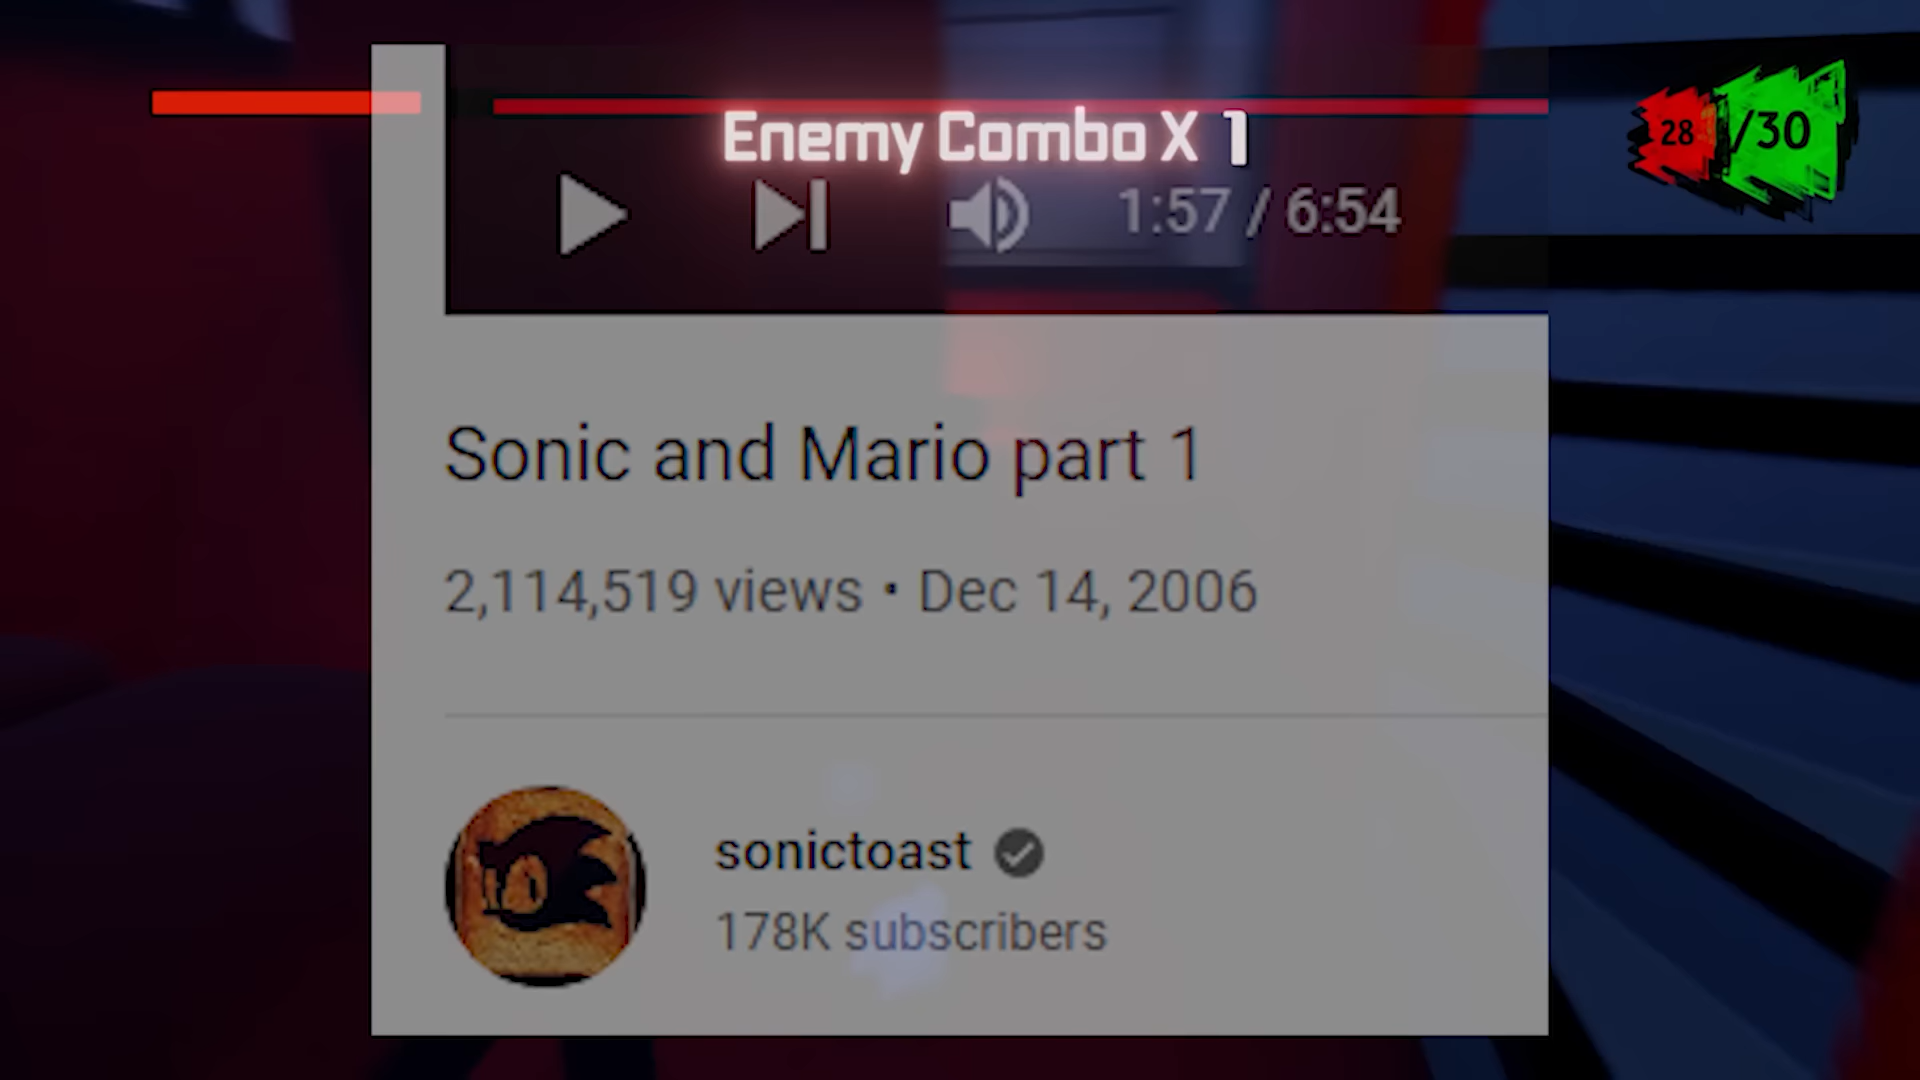 Enemy Combo X 1
28/30
1:57 / 6:54
Sonic and Mario part 1
2,114,519 views • Dec 14, 2006
sonictoast
178K subscribers